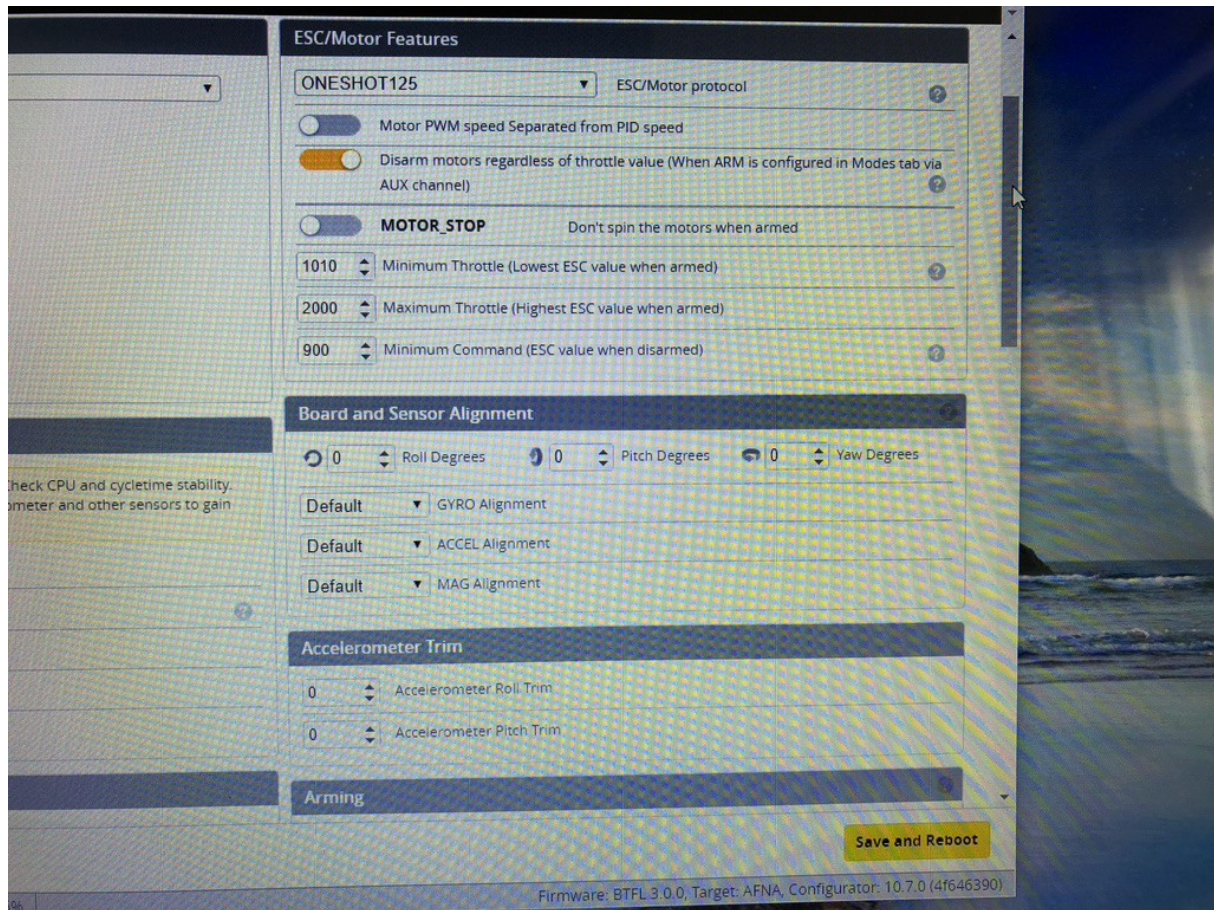 ESC/Motor Features
ONESHOT125 ESC/Motor protocol
Motor PWM speed Separated from PID speed
Disarm motors regardless of throttle value (When ARM is configured in Modes tab via
AUX channel)
MOTOR_STOP Don't spin the motors when armed
1010 Minimum Throttle (Lowest ESC value when armed)
2000 Maximum Throttle (Highest ESC value when armed)
900 Minimum Command (ESC value when disarmed)
Board and Sensor Alignment
0 Roll Degrees 0 Pitch Degrees 0 Yaw Degrees
heck CPU and cycletime stability.
ometer and other sensors to gain
Default GYRO Alignment
Default ACCEL Alignment
Default MAG Alignment
Accelerometer Trim
0 Accelerometer Roll Trim
0 Accelerometer Pitch Trim
Arming
Save and Reboot
Firmware: BTFL 3.0.0, Target: AFNA, Configurator: 10.7.0 (4f646390)